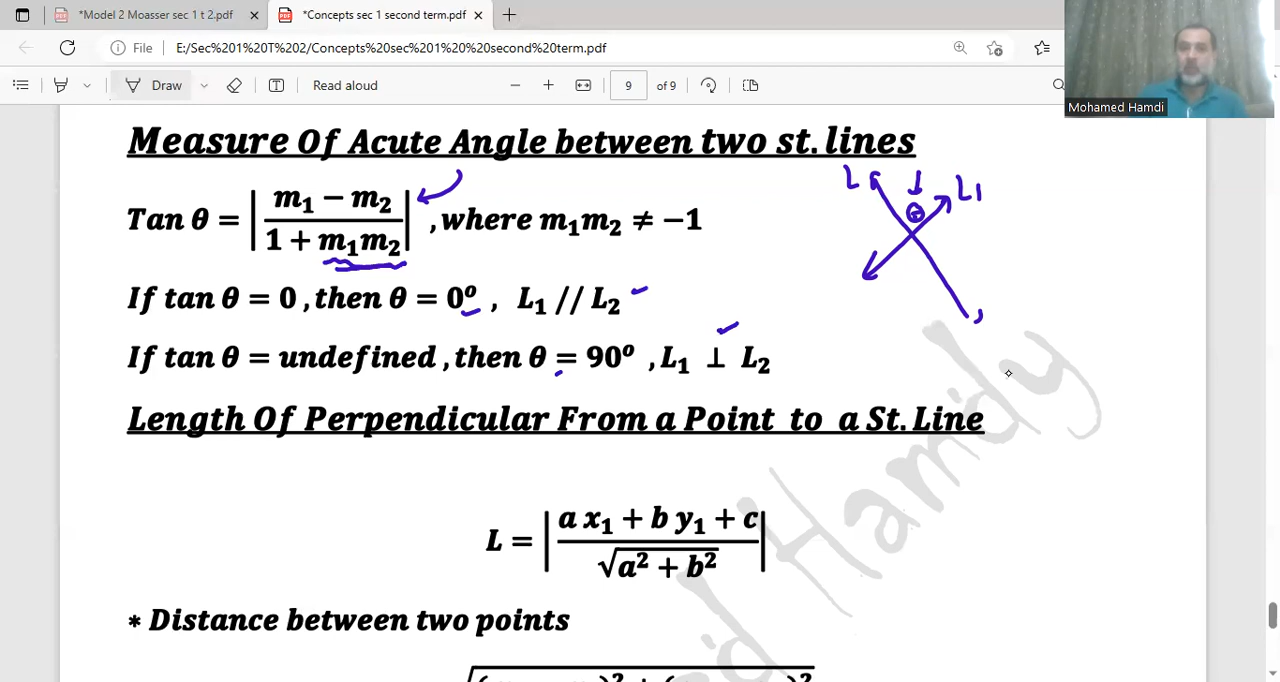 *Model 2 Moasser sec 1 t 2.pdf
*Concepts sec 1 second term.pdf
File E:/Sec%201%20T%202/Concepts%20sec%201%20%20second%20term.pdf
Draw
Read aloud
9 of 9
Mohamed Hamdi
Measure Of Acute Angle between two st. lines
Tan θ = | (m₁ − m₂) / (1 + m₁m₂) | , where m₁m₂ ≠ −1
L
θ
L1
If tan θ = 0 , then θ = 0° , L₁ // L₂
If tan θ = undefined , then θ = 90° , L₁ ⊥ L₂
Length Of Perpendicular From a Point to a St. Line
L = | (a x₁ + b y₁ + c) / √(a² + b²) |
* Distance between two points
Hamdy